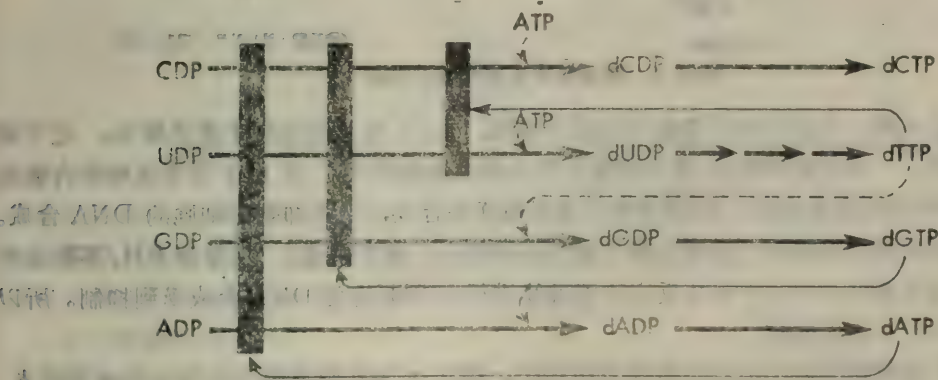 ATP
CDP dCDP dCTP
ATP
UDP dUDP dTTP
GDP dGDP dGTP
ADP dADP dATP